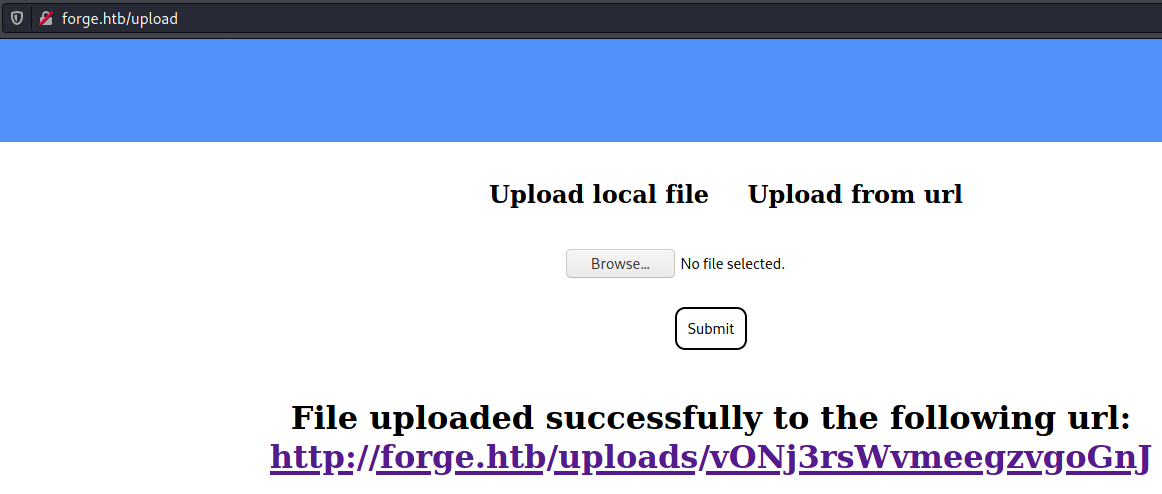 forge.htb/upload
Upload local file Upload from url
Browse... No file selected.
Submit
File uploaded successfully to the following url:
http://forge.htb/uploads/vONj3rsWvmeegzvgoGnJ